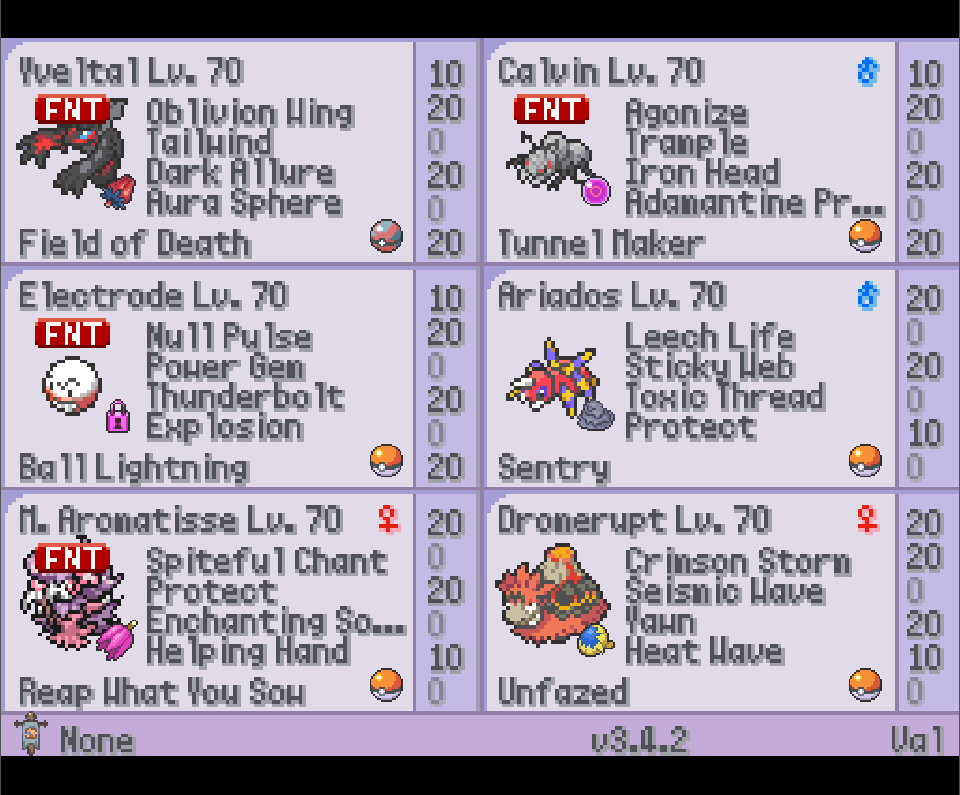 Yveltal Lv. 70
FNT
Oblivion Wing
Tailwind
Dark Allure
Aura Sphere
Field of Death
10
20
0
20
0
20
Calvin Lv. 70 ♂
FNT
Agonize
Trample
Iron Head
Adamantine Pr...
Tunnel Maker
10
20
0
20
0
20
Electrode Lv. 70
FNT
Null Pulse
Power Gem
Thunderbolt
Explosion
Ball Lightning
10
20
0
20
0
20
Ariados Lv. 70 ♂
Leech Life
Sticky Web
Toxic Thread
Protect
Sentry
20
0
20
0
10
0
M. Aromatisse Lv. 70 ♀
FNT
Spiteful Chant
Protect
Enchanting So...
Helping Hand
Reap What You Sow
20
0
20
0
10
0
Dromerupt Lv. 70 ♀
Crimson Storm
Seismic Wave
Yawn
Heat Wave
Unfazed
20
20
0
20
10
0
None
v3.4.2
Val